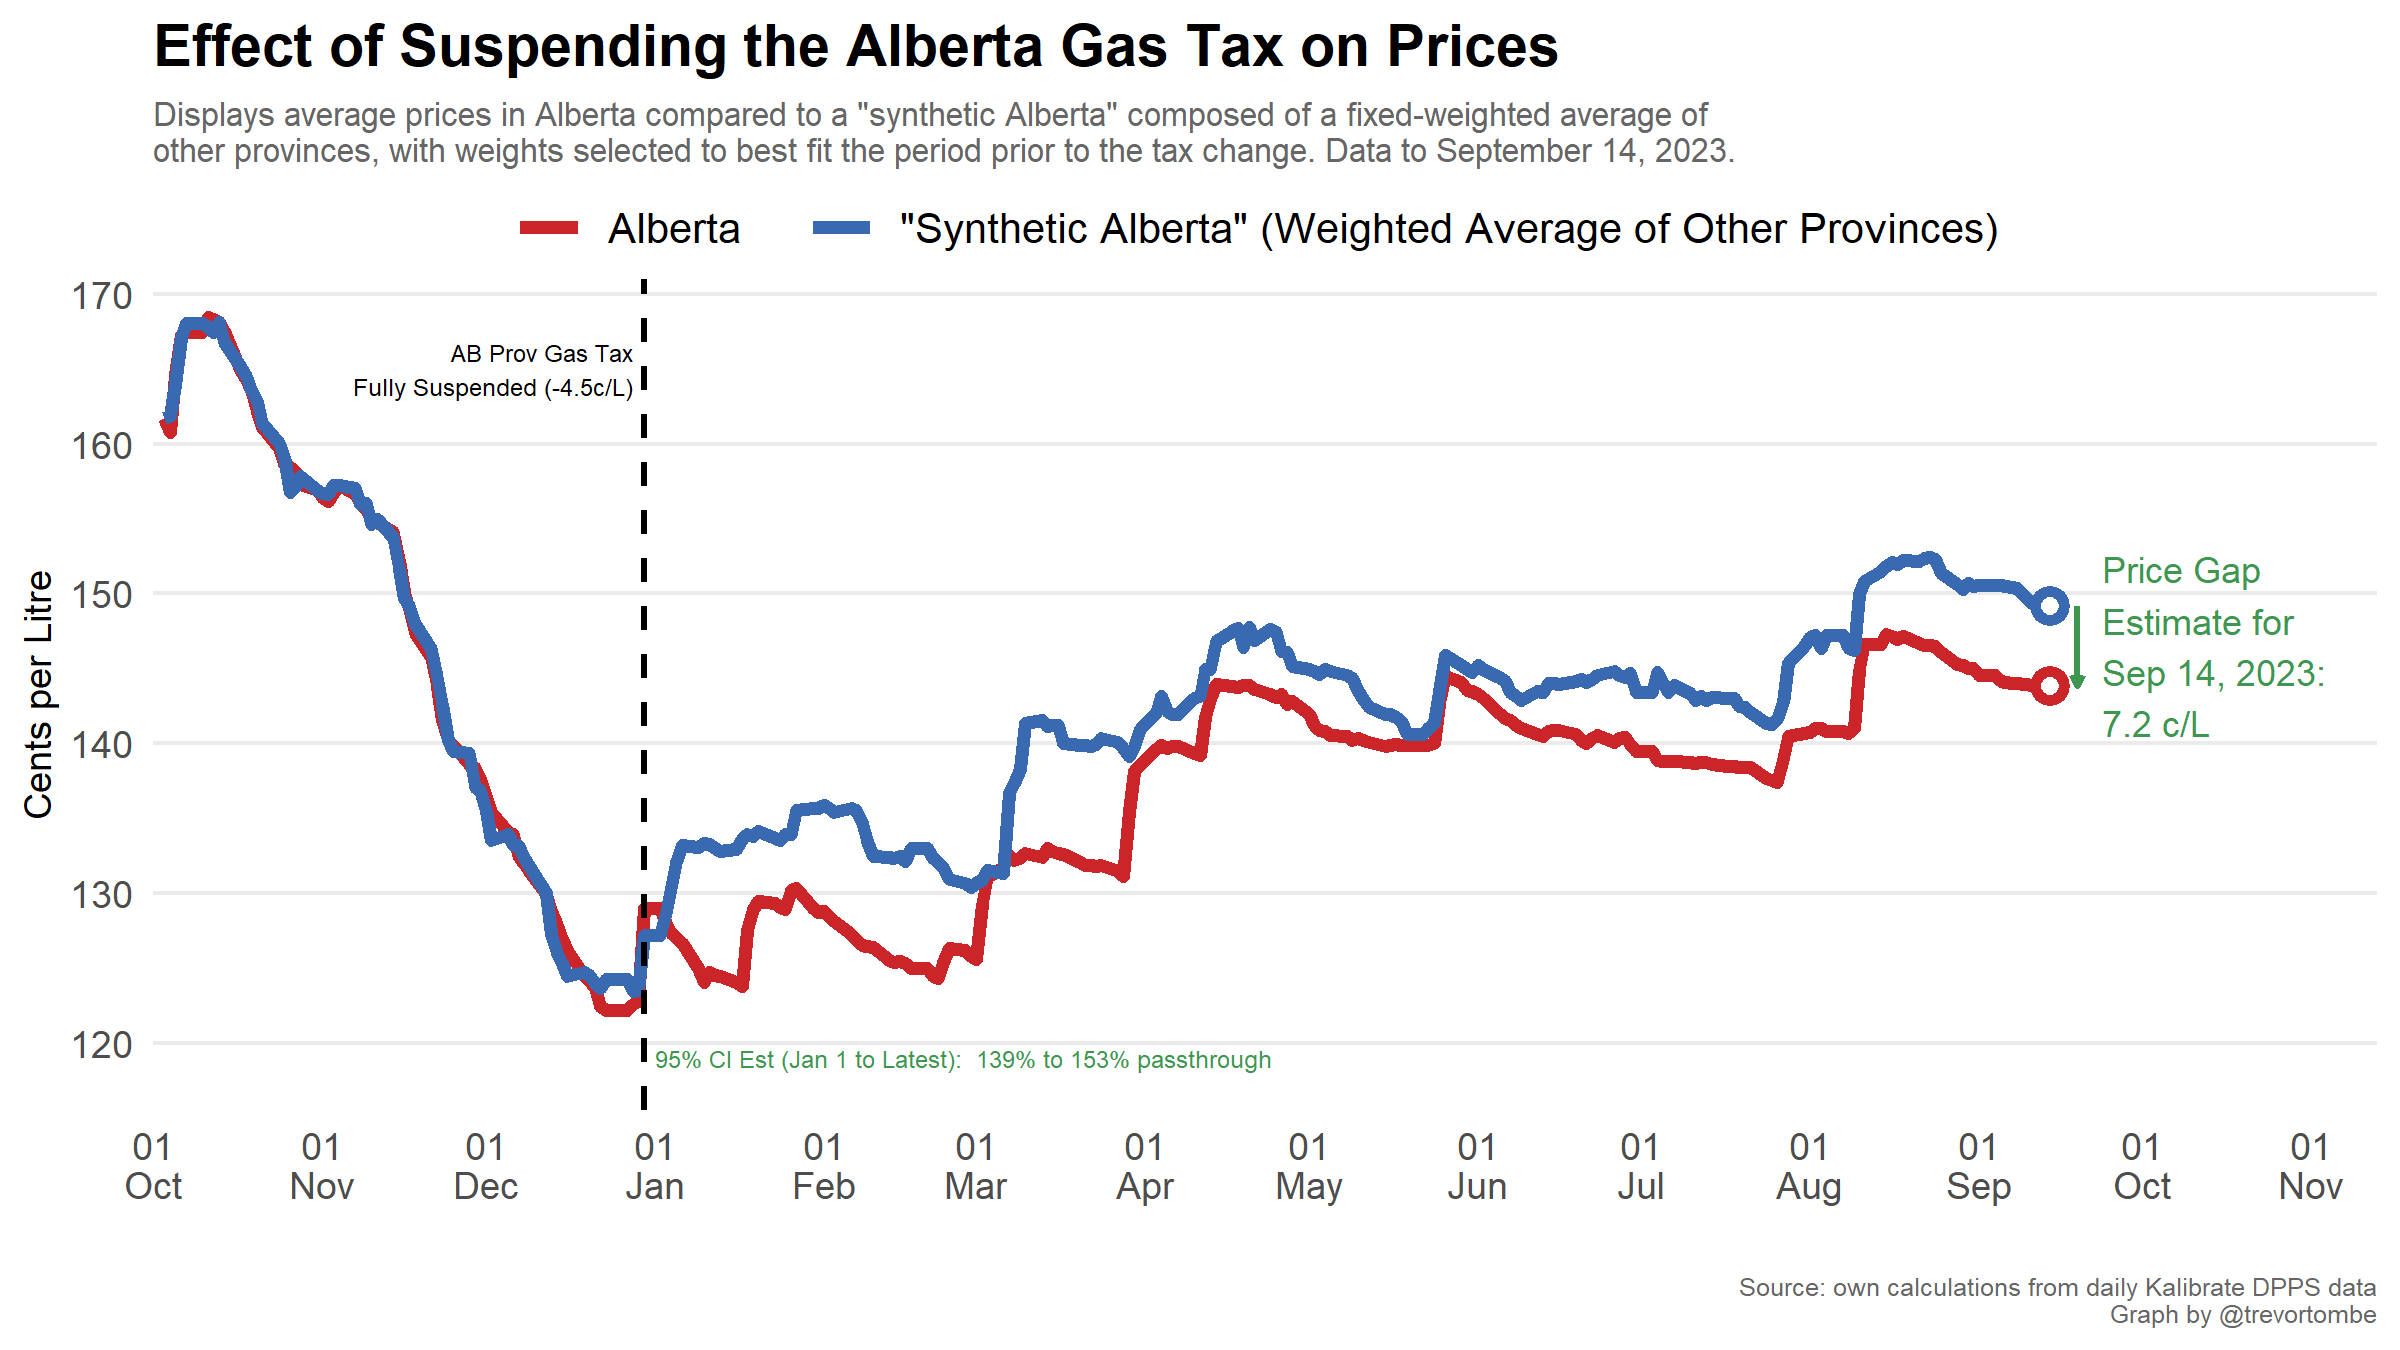 Effect of Suspending the Alberta Gas Tax on Prices
Displays average prices in Alberta compared to a "synthetic Alberta" composed of a fixed-weighted average of
other provinces, with weights selected to best fit the period prior to the tax change. Data to September 14, 2023.
Alberta
"Synthetic Alberta" (Weighted Average of Other Provinces)
Cents per Litre
170
160
150
140
130
120
AB Prov Gas Tax
Fully Suspended (-4.5c/L)
Price Gap
Estimate for
Sep 14, 2023:
7.2 c/L
95% CI Est (Jan 1 to Latest):  139% to 153% passthrough
01 01 01 01 01 01 01 01 01 01 01 01 01 01
Oct Nov Dec Jan Feb Mar Apr May Jun Jul Aug Sep Oct Nov
Source: own calculations from daily Kalibrate DPPS data
Graph by @trevortombe